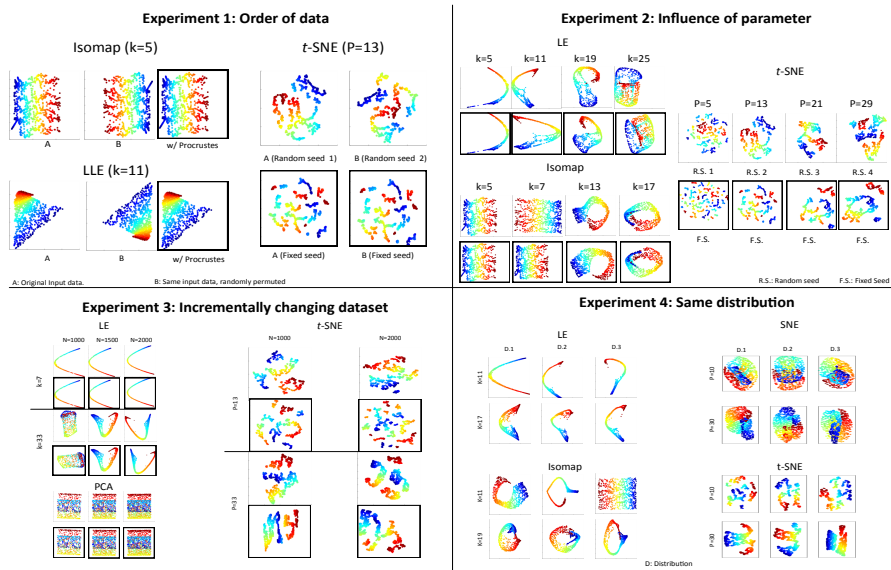 Experiment 1: Order of data
Isomap (k=5)
t-SNE (P=13)
A
B
w/ Procrustes
A (Random seed 1)
B (Random seed 2)
LLE (k=11)
A
B
w/ Procrustes
A (Fixed seed)
B (Fixed seed)
A: Original Input data.
B: Same input data, randomly permuted
Experiment 2: Influence of parameter
LE
k=5
k=11
k=19
k=25
t-SNE
P=5
P=13
P=21
P=29
R.S. 1
R.S. 2
R.S. 3
R.S. 4
Isomap
k=5
k=7
k=13
k=17
F.S.
F.S.
F.S.
F.S.
R.S.: Random seed
F.S.: Fixed Seed
Experiment 3: Incrementally changing dataset
LE
N=1000
N=1500
N=2000
k=7
k=33
PCA
t-SNE
N=1000
N=2000
P=13
P=33
Experiment 4: Same distribution
LE
D.1
D.2
D.3
K=11
K=17
SNE
D.1
D.2
D.3
P=10
P=30
Isomap
K=11
K=19
t-SNE
P=10
P=30
D: Distribution